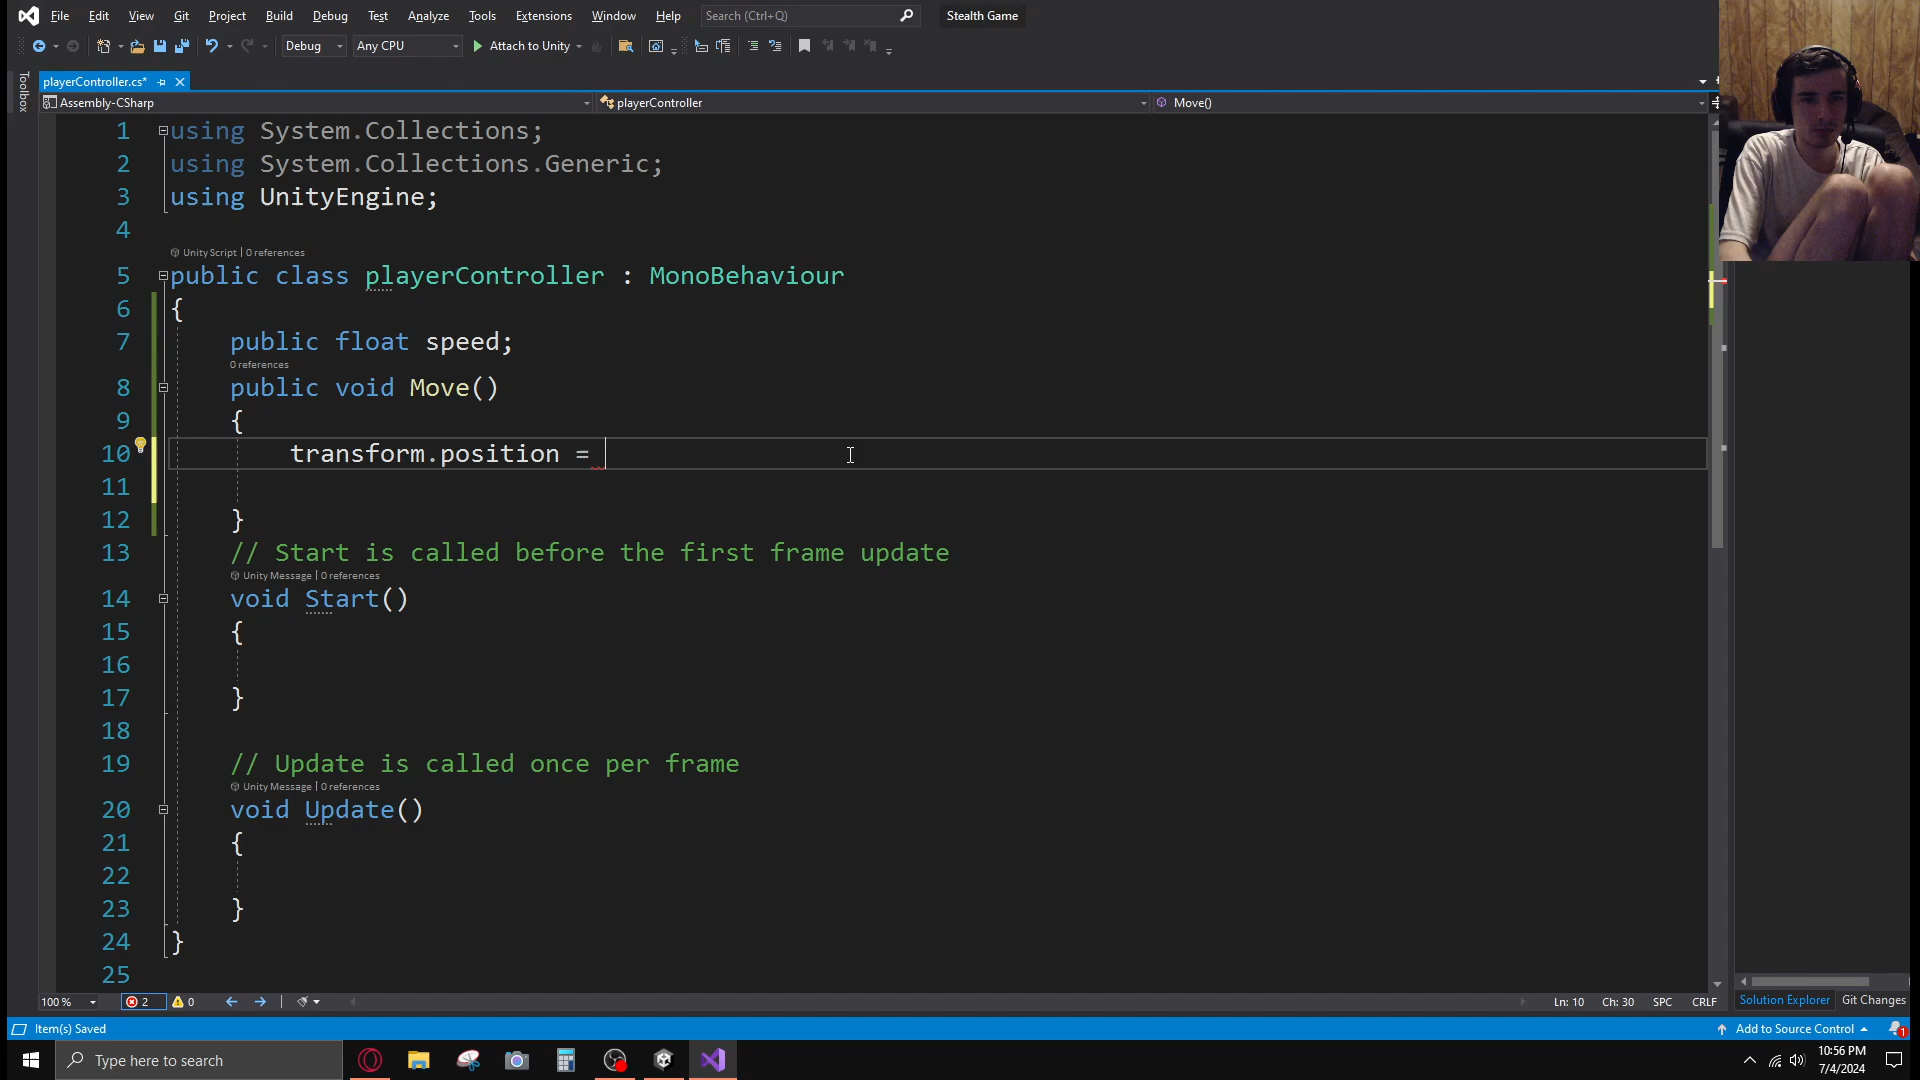 File Edit View Git Project Build Debug Test Analyze Tools Extensions Window Help Search (Ctrl+Q) Stealth Game
Debug Any CPU Attach to Unity
Toolbox
playerController.cs*
Assembly-CSharp playerController Move()
1 using System.Collections;
2 using System.Collections.Generic;
3 using UnityEngine;
4
Unity Script | 0 references
5 public class playerController : MonoBehaviour
6 {
7 public float speed;
0 references
8 public void Move()
9 {
10 transform.position =
11
12 }
13 // Start is called before the first frame update
Unity Message | 0 references
14 void Start()
15 {
16
17 }
18
19 // Update is called once per frame
Unity Message | 0 references
20 void Update()
21 {
22
23 }
24 }
25
100 % 2 0 Ln: 10 Ch: 30 SPC CRLF
Solution Explorer Git Changes
Item(s) Saved Add to Source Control 1
Type here to search 10:56 PM
7/4/2024